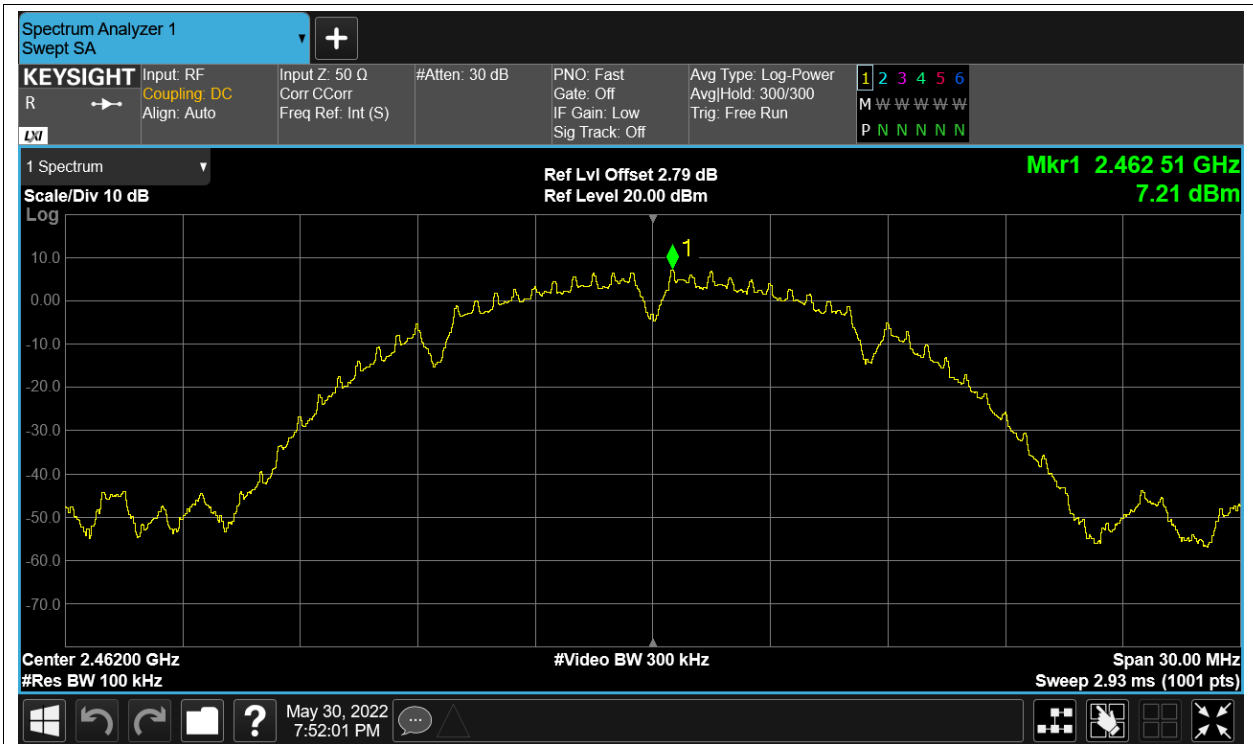 Spectrum Analyzer 1
Swept SA
KEYSIGHT Input: RF Input Z: 50 Ω #Atten: 30 dB PNO: Fast Avg Type: Log-Power 1 2 3 4 5 6
R Coupling: DC Corr CCorr Gate: Off Avg|Hold: 300/300 M W W W W W W
Align: Auto Freq Ref: Int (S) IF Gain: Low Trig: Free Run
LXI Sig Track: Off P N N N N N N
1 Spectrum Ref Lvl Offset 2.79 dB Mkr1 2.462 51 GHz
Scale/Div 10 dB Ref Level 20.00 dBm 7.21 dBm
Log
1
10.0
0.00
-10.0
-20.0
-30.0
-40.0
-50.0
-60.0
-70.0
Center 2.46200 GHz #Video BW 300 kHz Span 30.00 MHz
#Res BW 100 kHz Sweep 2.93 ms (1001 pts)
? May 30, 2022
7:52:01 PM